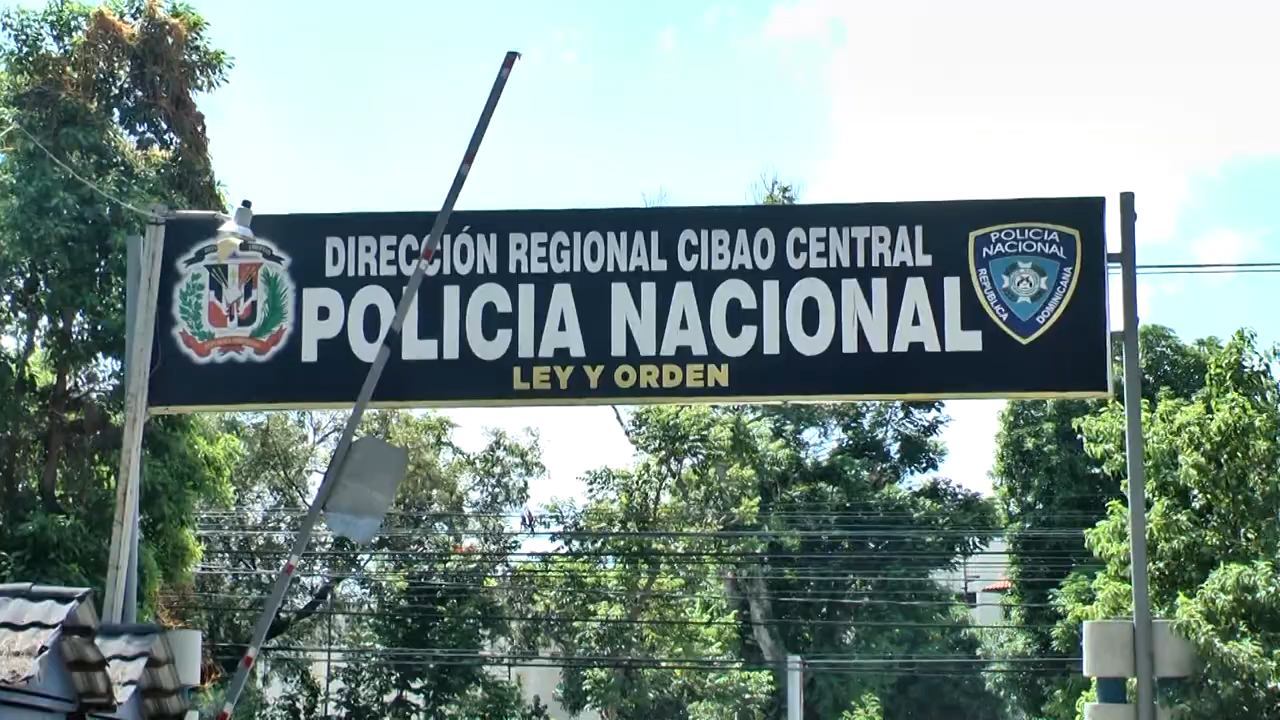 DIRECCIÓN REGIONAL CIBAO CENTRAL
POLICIA NACIONAL
LEY Y ORDEN
POLICIA
NACIONAL
REPUBLICA DOMINICANA